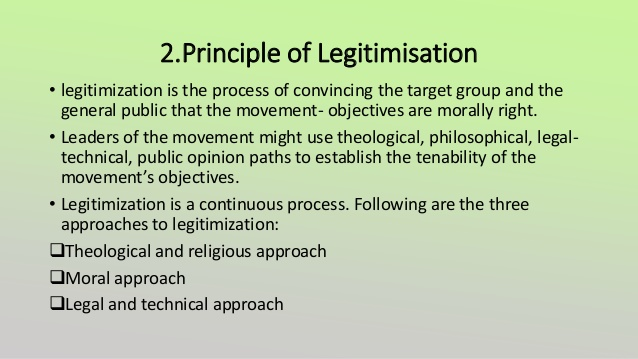 2.Principle of Legitimisation
• legitimization is the process of convincing the target group and the
general public that the movement- objectives are morally right.
• Leaders of the movement might use theological, philosophical, legal-
technical, public opinion paths to establish the tenability of the
movement’s objectives.
• Legitimization is a continuous process. Following are the three
approaches to legitimization:
❑Theological and religious approach
❑Moral approach
❑Legal and technical approach